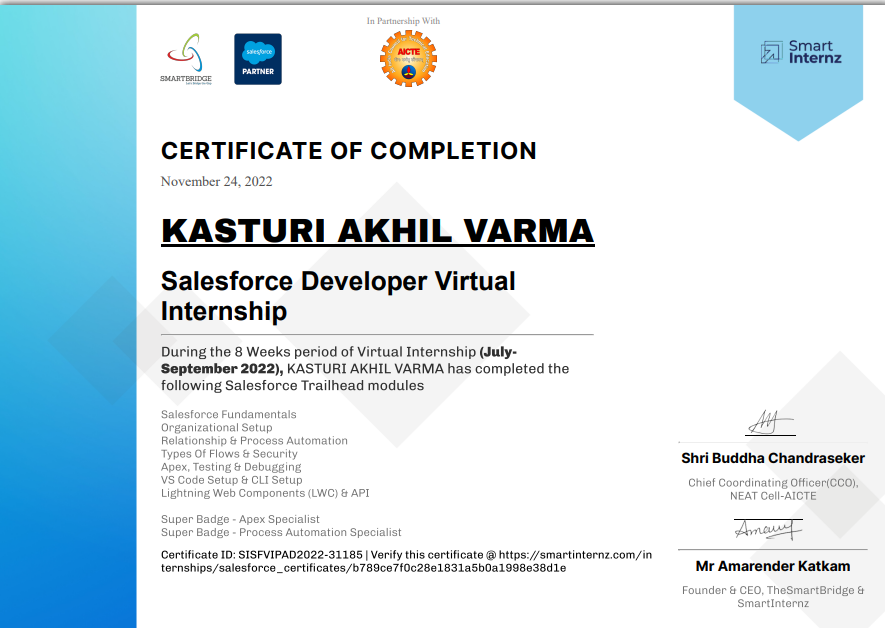 In Partnership With
SMARTBRIDGE
salesforce
PARTNER
AICTE
Smart
Internz
CERTIFICATE OF COMPLETION
November 24, 2022
KASTURI AKHIL VARMA
Salesforce Developer Virtual
Internship
During the 8 Weeks period of Virtual Internship (July-
September 2022), KASTURI AKHIL VARMA has completed the
following Salesforce Trailhead modules
Salesforce Fundamentals
Organizational Setup
Relationship & Process Automation
Types Of Flows & Security
Apex, Testing & Debugging
VS Code Setup & CLI Setup
Lightning Web Components (LWC) & API
Super Badge - Apex Specialist
Super Badge - Process Automation Specialist
Certificate ID: SISFVIPAD2022-31185 | Verify this certificate @ https://smartinternz.com/in
ternships/salesforce_certificates/b789ce7f0c28e1831a5b0a1998e38d1e
Shri Buddha Chandraseker
Chief Coordinating Officer(CCO),
NEAT Cell-AICTE
Mr Amarender Katkam
Founder & CEO, TheSmartBridge &
SmartInternz